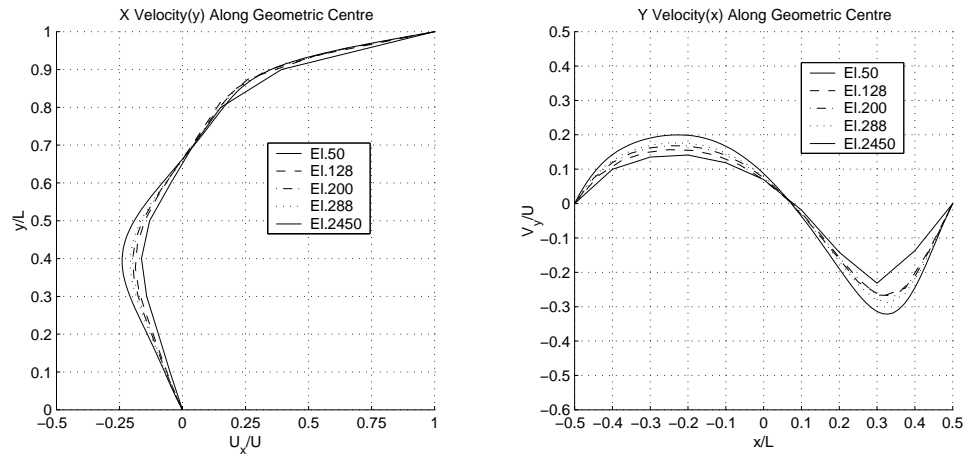 X Velocity(y) Along Geometric Centre
1
0.9
0.8
0.7
0.6
0.5
0.4
0.3
0.2
0.1
0
y/L
El.50
El.128
El.200
El.288
El.2450
−0.5
−0.25
0
0.25
0.5
0.75
1
U_x/U
Y Velocity(x) Along Geometric Centre
0.5
0.4
0.3
0.2
0.1
0
−0.1
−0.2
−0.3
−0.4
−0.5
−0.6
V_y/U
El.50
El.128
El.200
El.288
El.2450
−0.5
−0.4
−0.3
−0.2
−0.1
0
0.1
0.2
0.3
0.4
0.5
x/L